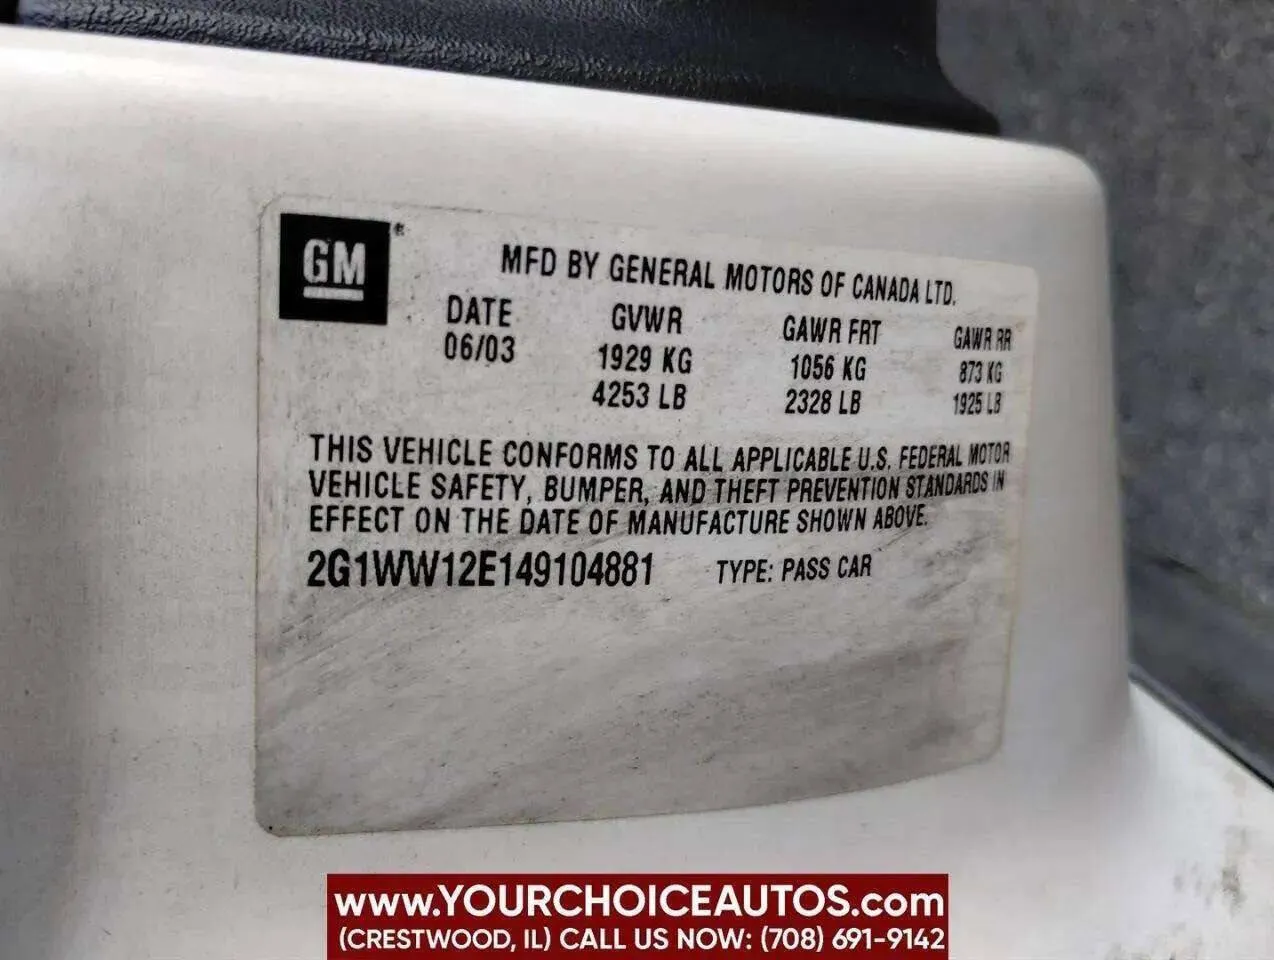 GM®
MFD BY GENERAL MOTORS OF CANADA LTD.
DATE GVWR GAWR FRT GAWR RR
06/03 1929 KG 1056 KG 873 KG
4253 LB 2328 LB 1925 LB
THIS VEHICLE CONFORMS TO ALL APPLICABLE U.S. FEDERAL MOTOR
VEHICLE SAFETY, BUMPER, AND THEFT PREVENTION STANDARDS IN
EFFECT ON THE DATE OF MANUFACTURE SHOWN ABOVE.
2G1WW12E149104881 TYPE: PASS CAR
www.YOURCHOICEAUTOS.com
(CRESTWOOD, IL) CALL US NOW: (708) 691-9142